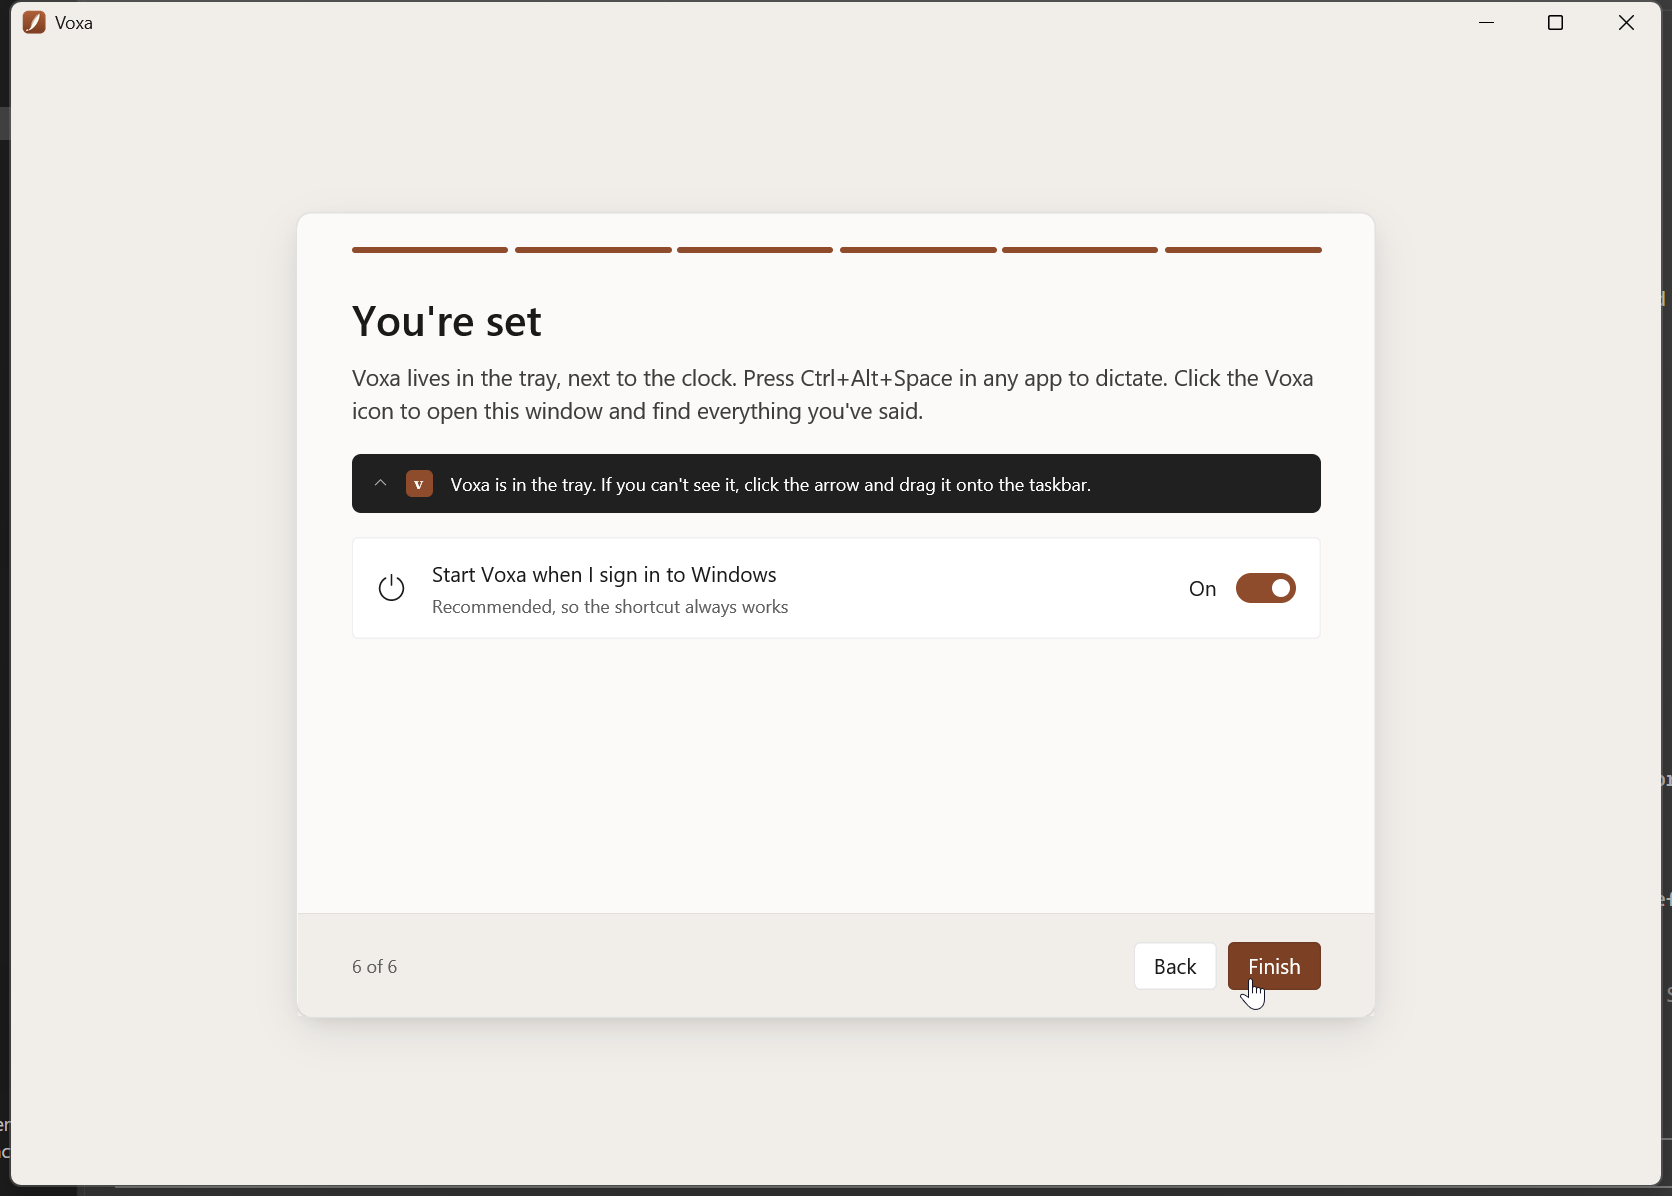 Voxa
You're set
Voxa lives in the tray, next to the clock. Press Ctrl+Alt+Space in any app to dictate. Click the Voxa
icon to open this window and find everything you've said.
v
Voxa is in the tray. If you can't see it, click the arrow and drag it onto the taskbar.
Start Voxa when I sign in to Windows
Recommended, so the shortcut always works
On
6 of 6
Back
Finish